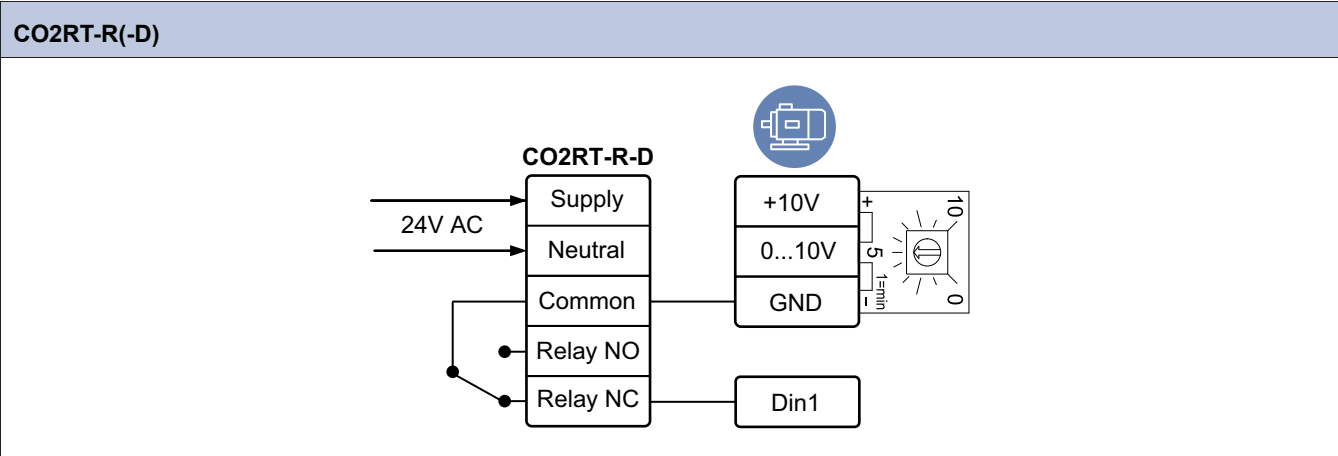 CO2RT-R(-D)
CO2RT-R-D
24V AC
Supply
Neutral
Common
Relay NO
Relay NC
+10V
0...10V
GND
Din1
+
-
10
5
0
1=min